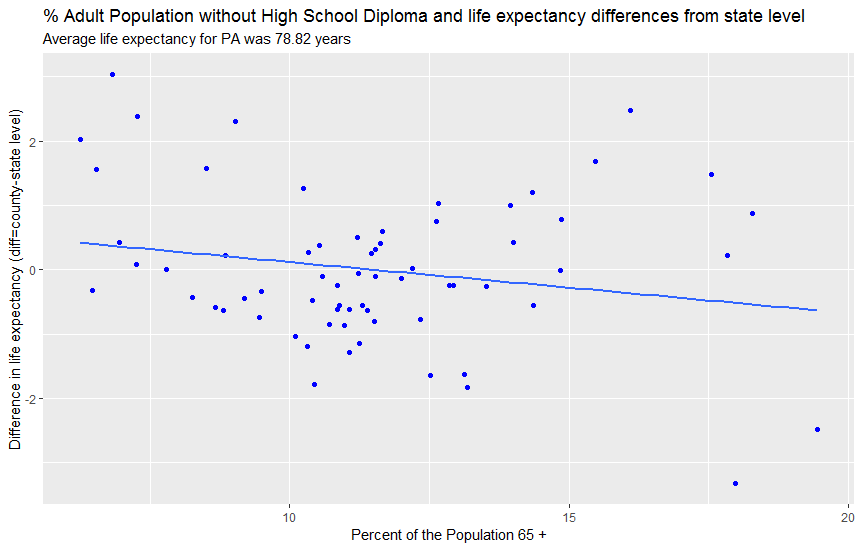 % Adult Population without High School Diploma and life expectancy differences from state level
Average life expectancy for PA was 78.82 years
Difference in life expectancy (diff=county-state level)
2
0
-2
10
15
20
Percent of the Population 65 +